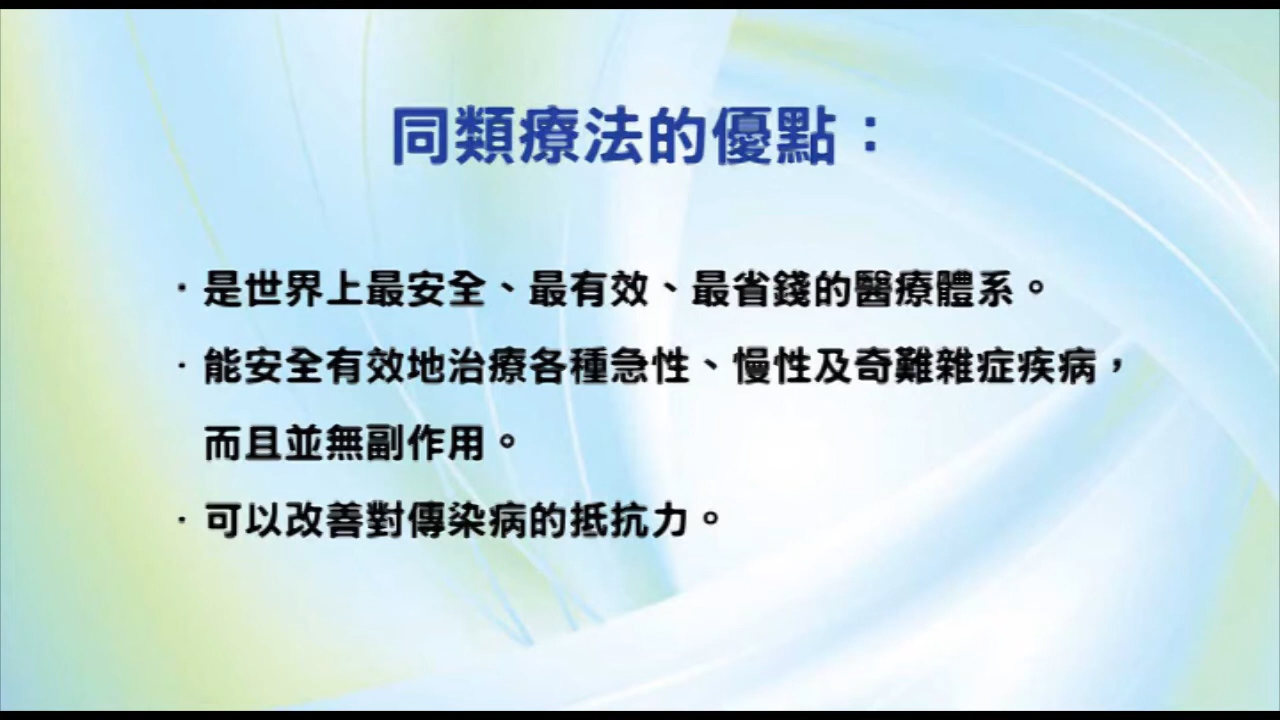 同類療法的優點：
·是世界上最安全、最有效、最省錢的醫療體系。
·能安全有效地治療各種急性、慢性及奇難雜症疾病，
而且並無副作用。
·可以改善對傳染病的抵抗力。